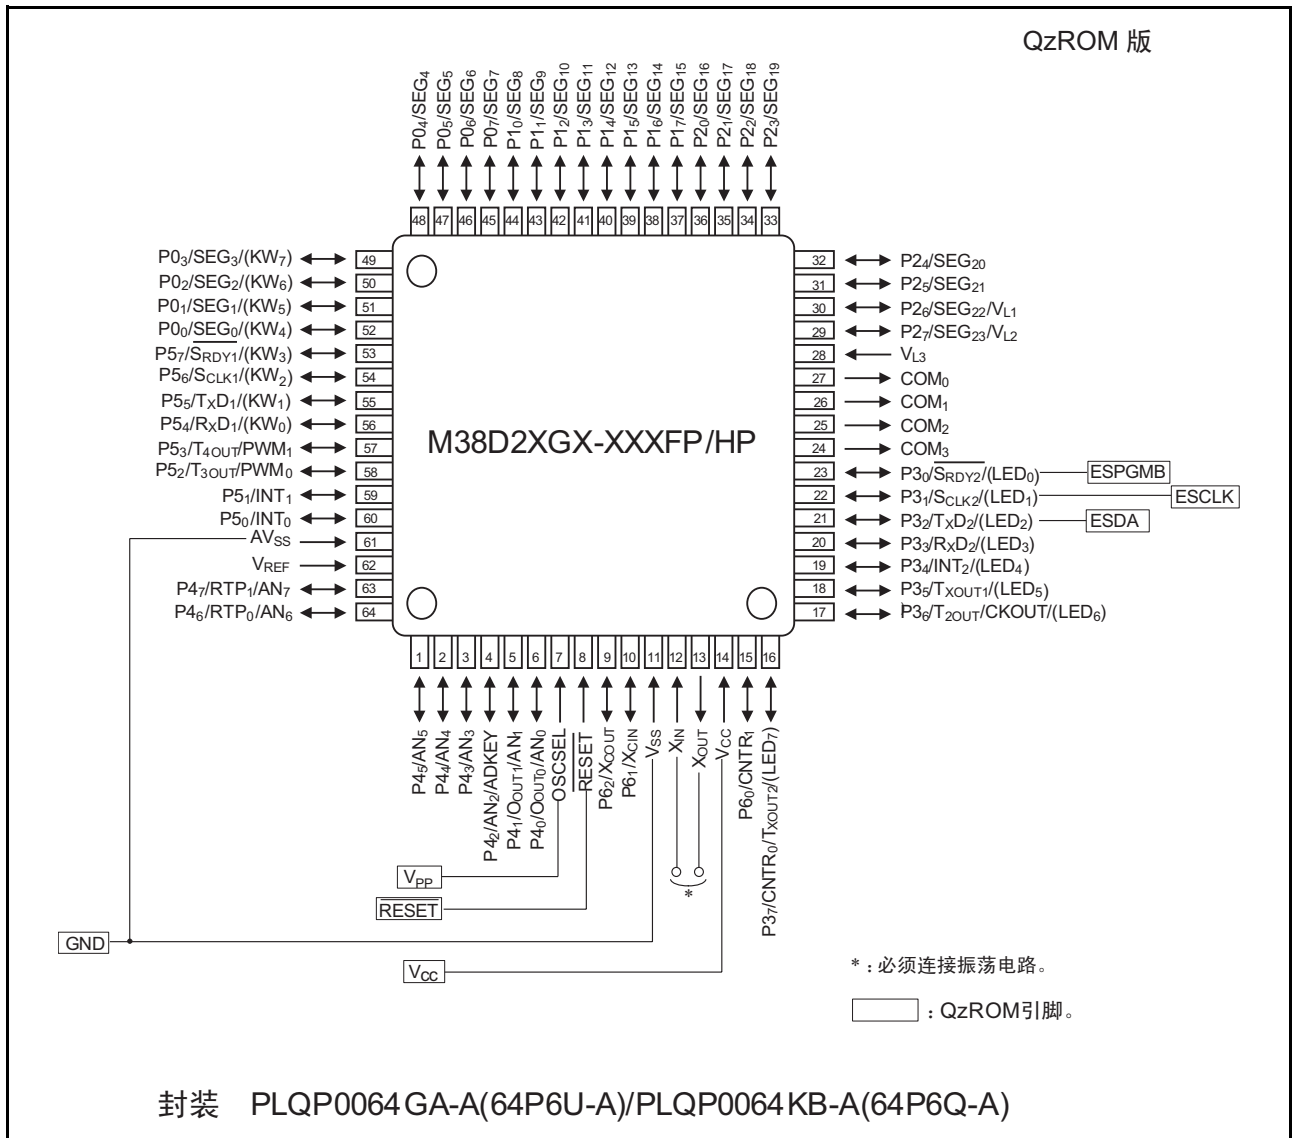 QzROM 版
P04/SEG4
P05/SEG5
P06/SEG6
P07/SEG7
P10/SEG8
P11/SEG9
P12/SEG10
P13/SEG11
P14/SEG12
P15/SEG13
P16/SEG14
P17/SEG15
P20/SEG16
P21/SEG17
P22/SEG18
P23/SEG19
48 47 46 45 44 43 42 41 40 39 38 37 36 35 34 33
P03/SEG3/(KW7) 49
P02/SEG2/(KW6) 50
P01/SEG1/(KW5) 51
P00/SEG0/(KW4) 52
P57/S̅R̅D̅Y̅1̅/(KW3) 53
P56/SCLK1/(KW2) 54
P55/TXD1/(KW1) 55
P54/RXD1/(KW0) 56
P53/T4OUT/PWM1 57
P52/T3OUT/PWM0 58
P51/INT1 59
P50/INT0 60
AVSS 61
VREF 62
P47/RTP1/AN7 63
P46/RTP0/AN6 64
M38D2XGX-XXXFP/HP
32 P24/SEG20
31 P25/SEG21
30 P26/SEG22/VL1
29 P27/SEG23/VL2
28 VL3
27 COM0
26 COM1
25 COM2
24 COM3
23 P30/S̅R̅D̅Y̅2̅/(LED0) ESPGMB
22 P31/SCLK2/(LED1) ESCLK
21 P32/TXD2/(LED2) ESDA
20 P33/RXD2/(LED3)
19 P34/INT2/(LED4)
18 P35/TXOUT1/(LED5)
17 P36/T2OUT/CKOUT/(LED6)
1 2 3 4 5 6 7 8 9 10 11 12 13 14 15 16
P45/AN5
P44/AN4
P43/AN3
P42/AN2/ADKEY
P41/OOUT1/AN1
P40/OOUT0/AN0
OSCSEL
R̅E̅S̅E̅T̅
P62/XCOUT
P61/XCIN
VSS
XIN
XOUT
VCC
P60/CNTR1
P37/CNTR0/TXOUT2/(LED7)
VPP
*
R̅E̅S̅E̅T̅
GND
VCC
*：必须连接振荡电路。
：QzROM引脚。
封装 PLQP0064GA-A(64P6U-A)/PLQP0064KB-A(64P6Q-A)